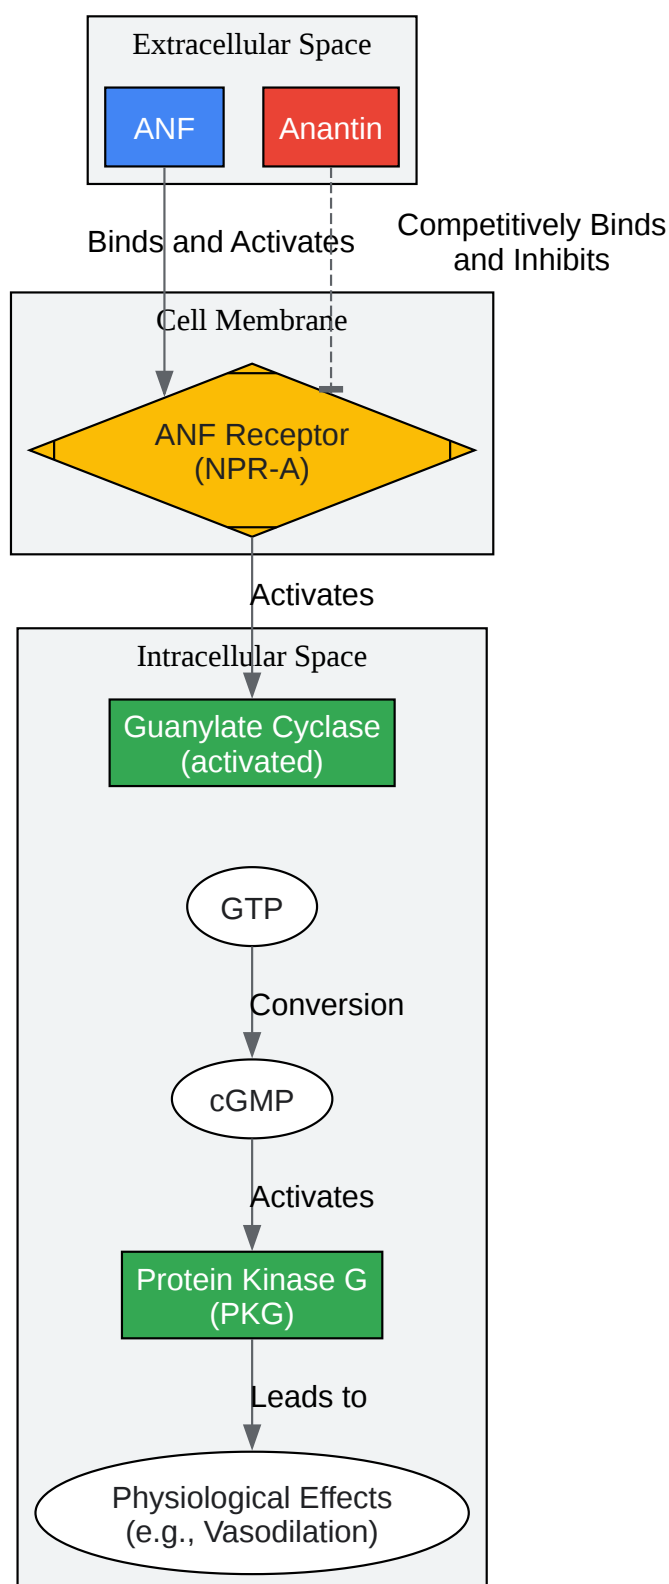 Extracellular Space
ANF
Anantin
Binds and Activates
Competitively Binds
and Inhibits
Cell Membrane
ANF Receptor
(NPR-A)
Activates
Intracellular Space
Guanylate Cyclase
(activated)
GTP
Conversion
cGMP
Activates
Protein Kinase G
(PKG)
Leads to
Physiological Effects
(e.g., Vasodilation)